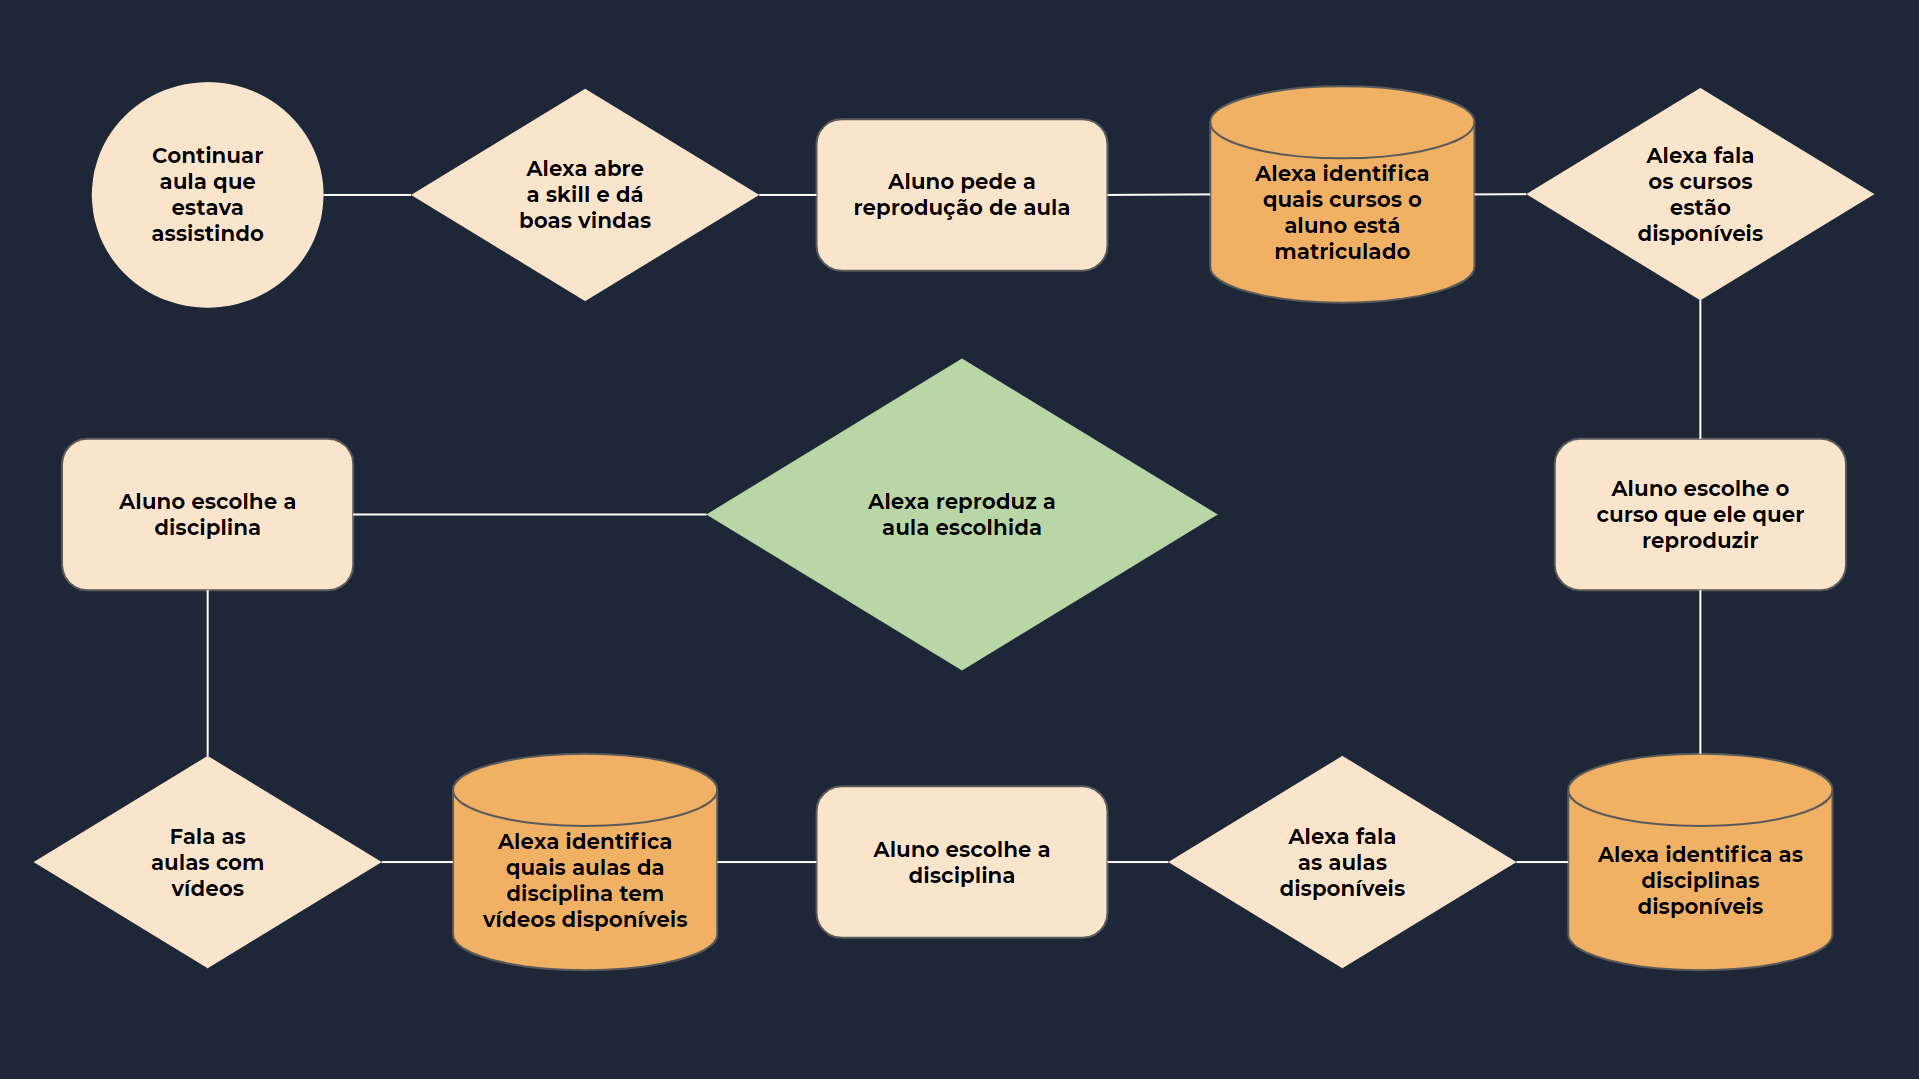 Continuar
aula que
estava
assistindo
Alexa abre
a skill e dá
boas vindas
Aluno pede a
reprodução de aula
Alexa identifica
quais cursos o
aluno está
matriculado
Alexa fala
os cursos
estão
disponíveis
Aluno escolhe a
disciplina
Alexa reproduz a
aula escolhida
Aluno escolhe o
curso que ele quer
reproduzir
Fala as
aulas com
vídeos
Alexa identifica
quais aulas da
disciplina tem
vídeos disponíveis
Aluno escolhe a
disciplina
Alexa fala
as aulas
disponíveis
Alexa identifica as
disciplinas
disponíveis